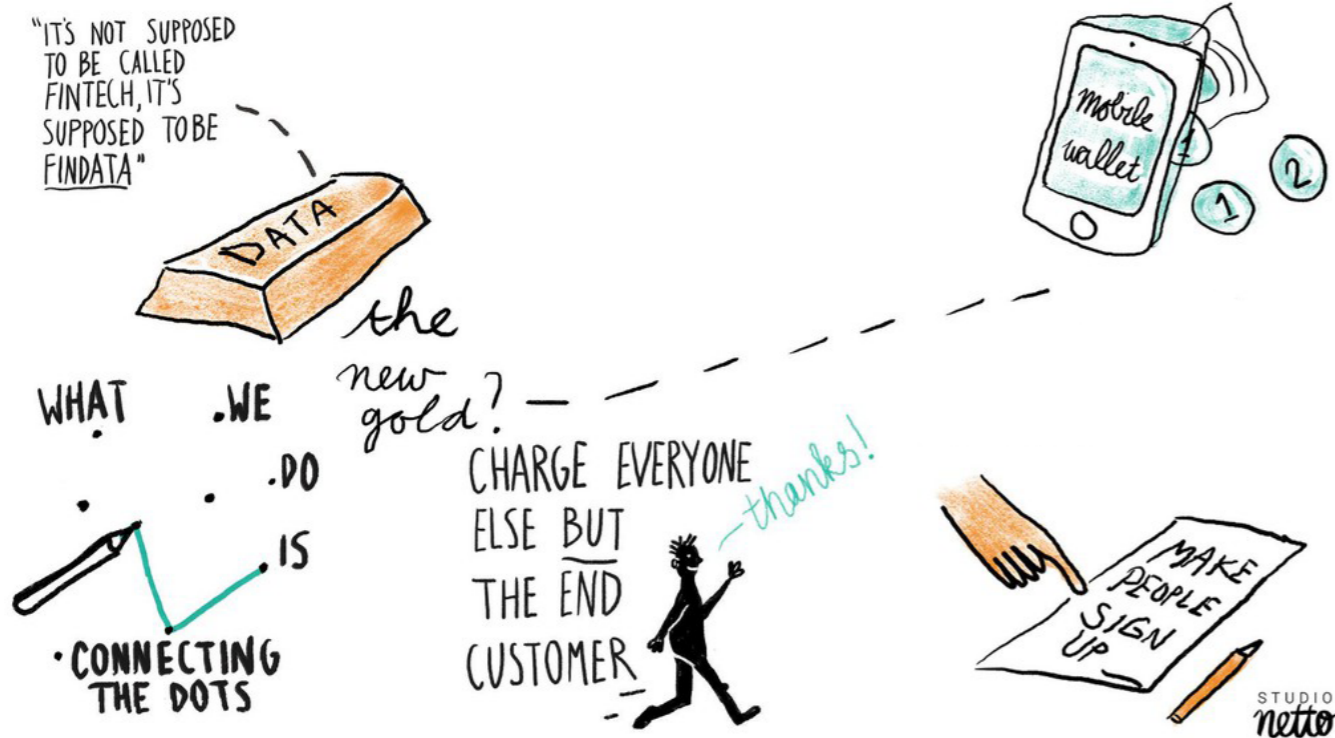 "IT'S NOT SUPPOSED
TO BE CALLED
FINTECH, IT'S
SUPPOSED TO BE
FINDATA"
DATA
the
new
gold?
mobile
wallet
1
1
2
WHAT
WE
DO
IS
CONNECTING
THE DOTS
CHARGE EVERYONE
ELSE BUT
THE END
CUSTOMER
thanks!
MAKE
PEOPLE
SIGN
UP
STUDIO
netto